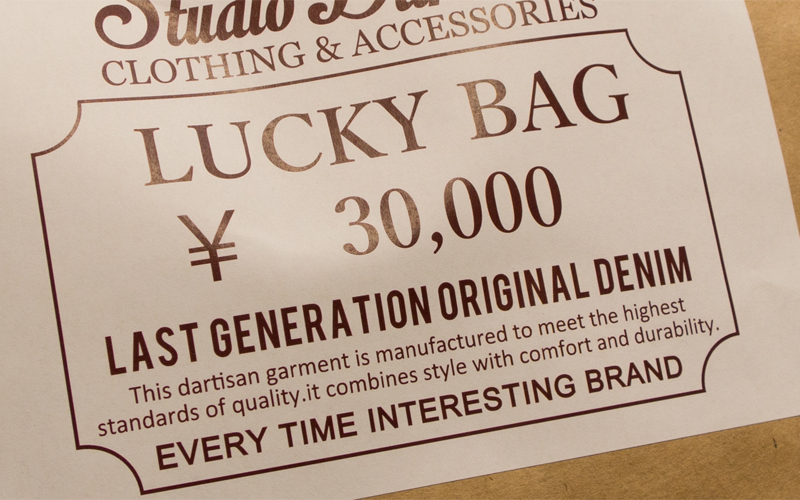 Studio
CLOTHING & ACCESSORIES
LUCKY BAG
¥ 30,000
LAST GENERATION ORIGINAL DENIM
This dartisan garment is manufactured to meet the highest
standards of quality.it combines style with comfort and durability.
EVERY TIME INTERESTING BRAND